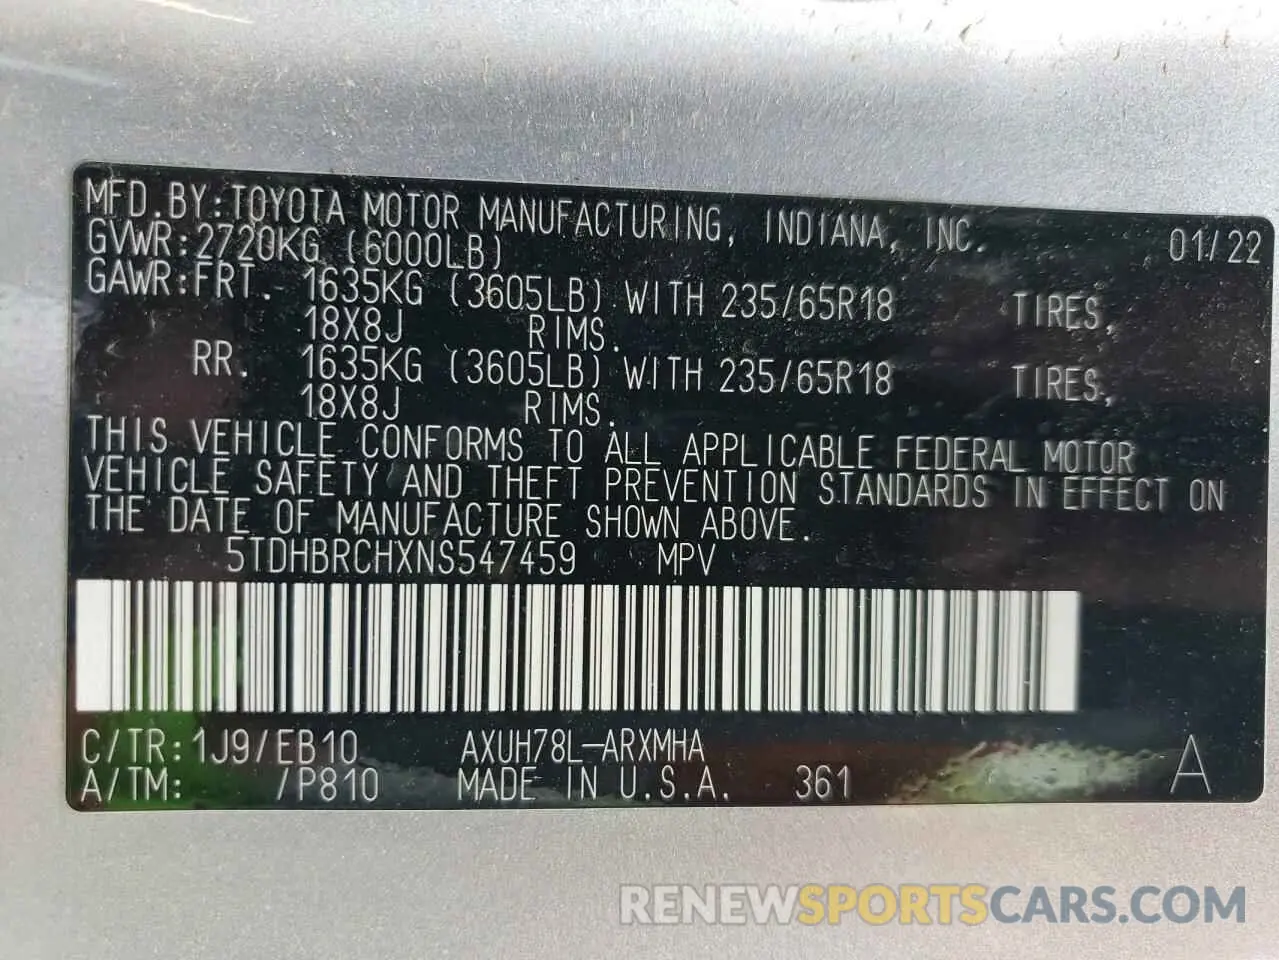 MFD.BY:TOYOTA MOTOR MANUFACTURING, INDIANA, INC. 01/22
GVWR:2720KG (6000LB)
GAWR:FRT. 1635KG (3605LB) WITH 235/65R18 TIRES,
18X8J RIMS.
RR. 1635KG (3605LB) WITH 235/65R18 TIRES,
18X8J RIMS.
THIS VEHICLE CONFORMS TO ALL APPLICABLE FEDERAL MOTOR
VEHICLE SAFETY AND THEFT PREVENTION STANDARDS IN EFFECT ON
THE DATE OF MANUFACTURE SHOWN ABOVE.
5TDHBRCHXNS547459 MPV
C/TR:1J9/EB10 AXUH78L-ARXMHA
A/TM: /P810 MADE IN U.S.A. 361 A
RENEWSPORTSCARS.COM